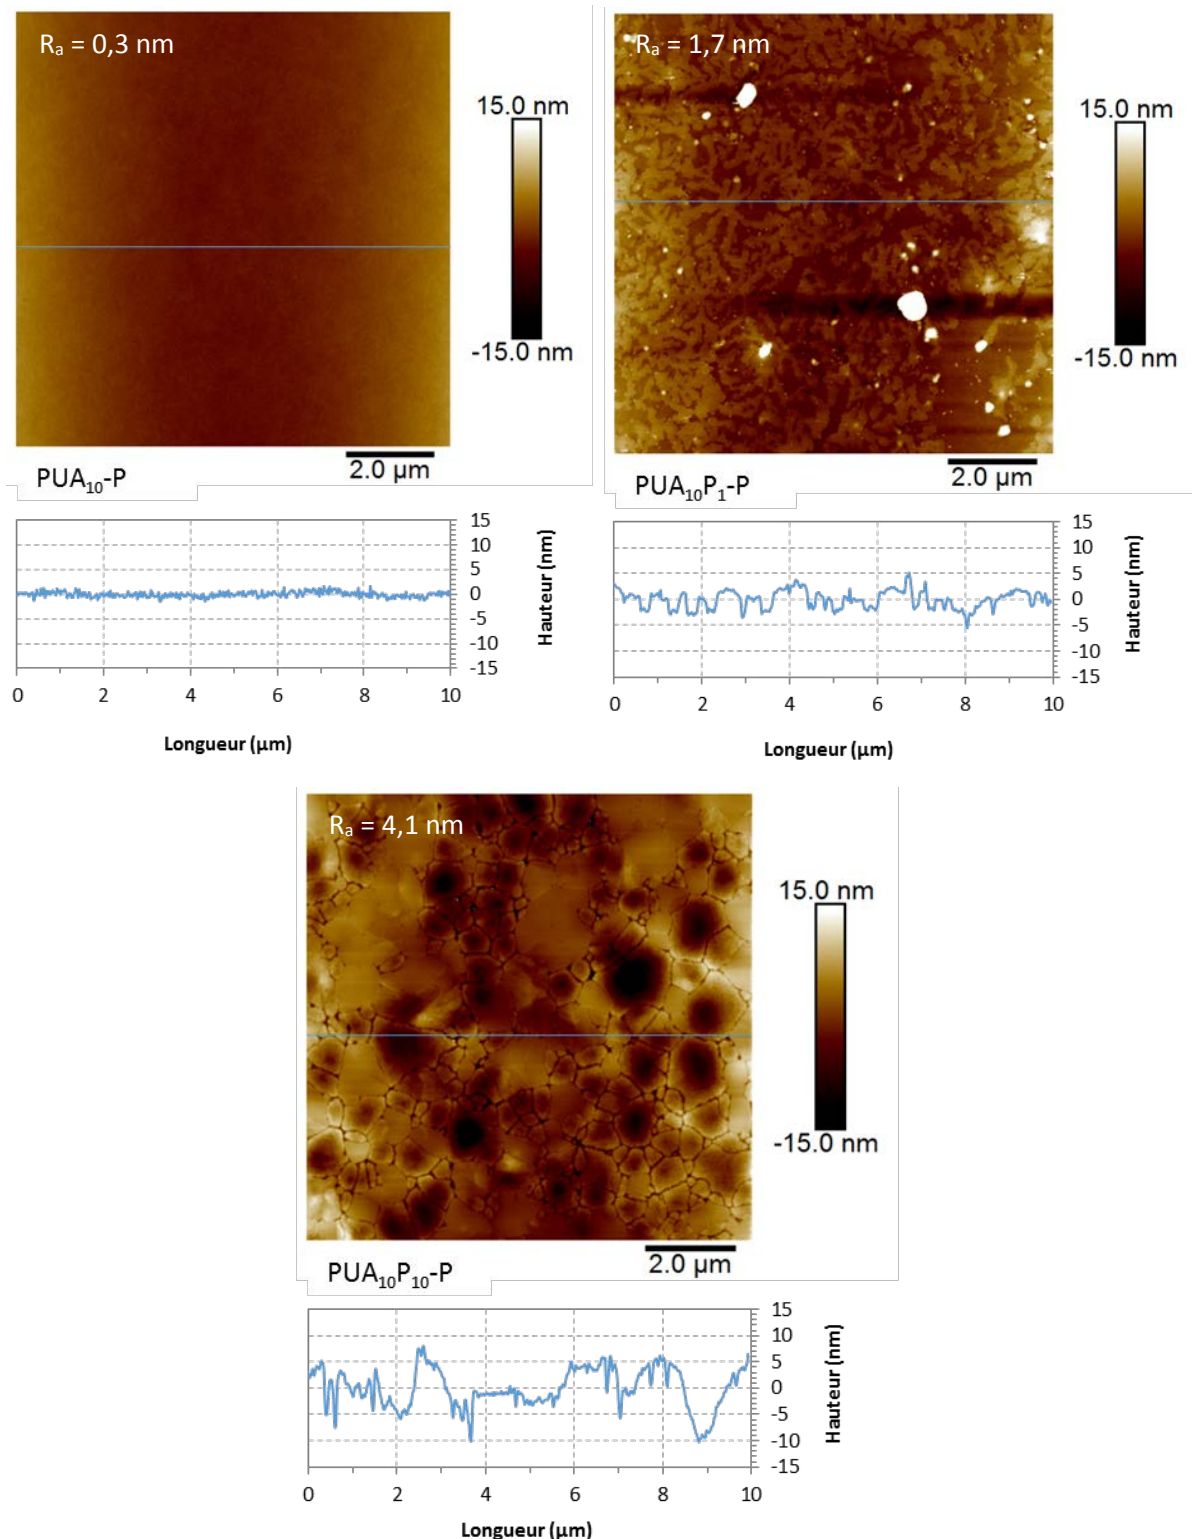 Rₐ = 0,3 nm
15.0 nm
-15.0 nm
2.0 µm
PUA₁₀-P
15
10
5
0
-5
-10
-15
Hauteur (nm)
0 2 4 6 8 10
Longueur (µm)
Rₐ = 1,7 nm
15.0 nm
-15.0 nm
2.0 µm
PUA₁₀P₁-P
15
10
5
0
-5
-10
-15
Hauteur (nm)
0 2 4 6 8 10
Longueur (µm)
Rₐ = 4,1 nm
15.0 nm
-15.0 nm
2.0 µm
PUA₁₀P₁₀-P
15
10
5
0
-5
-10
-15
Hauteur (nm)
0 2 4 6 8 10
Longueur (µm)